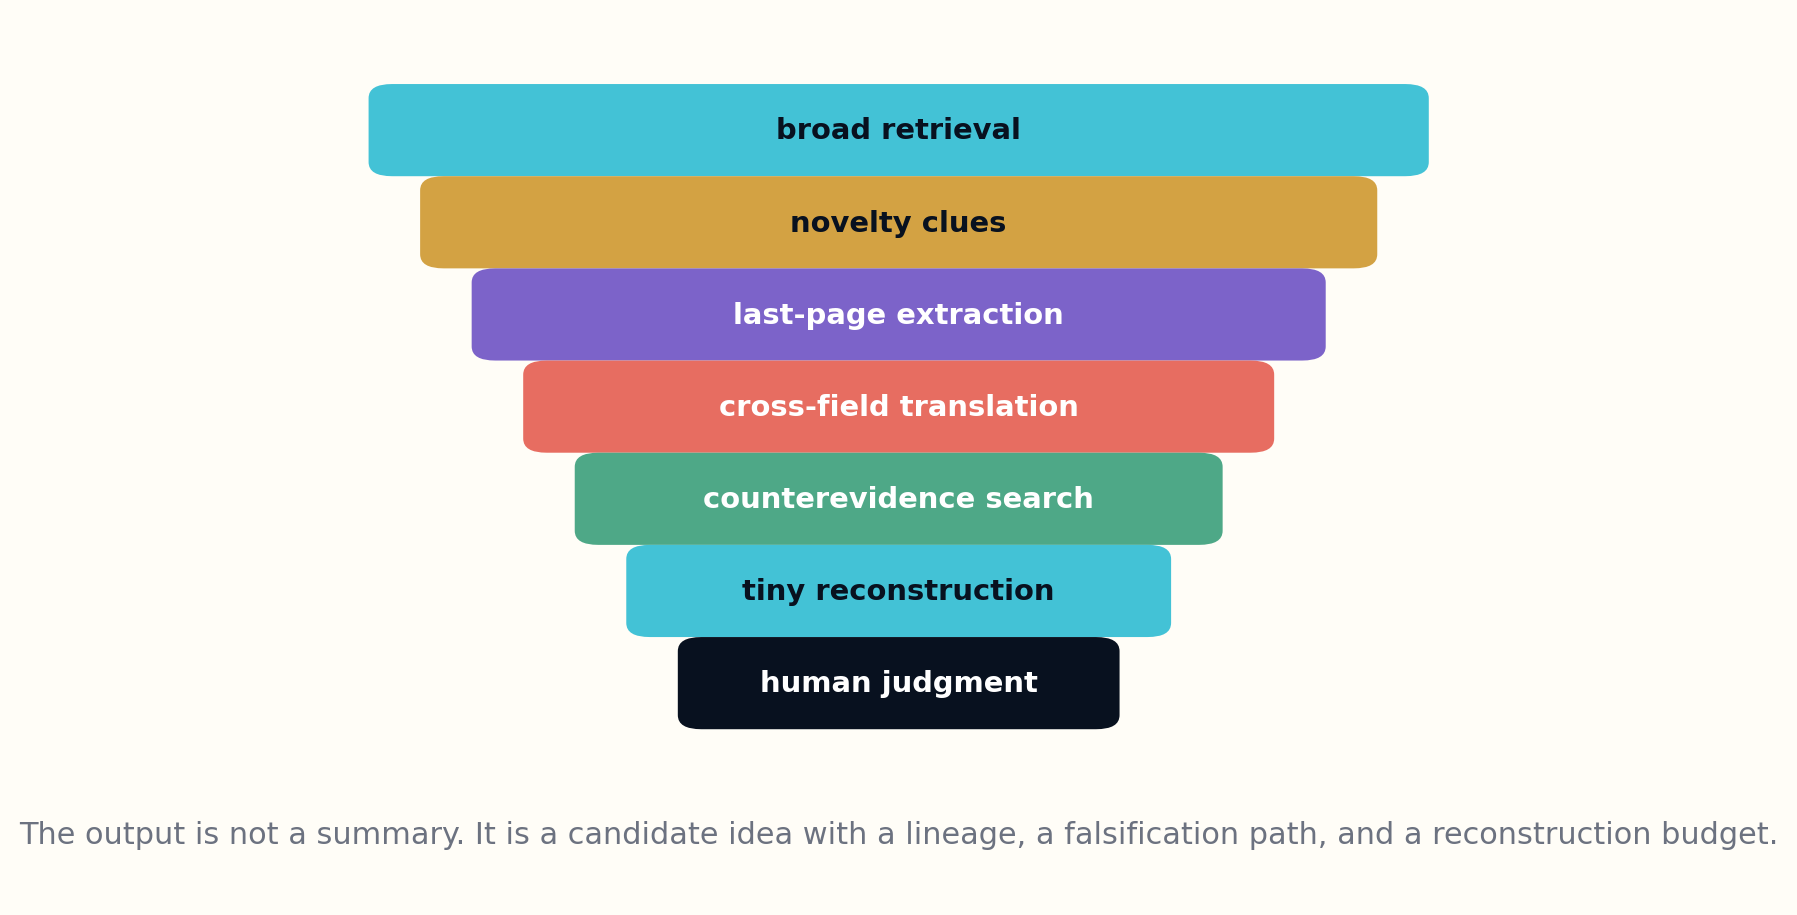 broad retrieval
novelty clues
last-page extraction
cross-field translation
counterevidence search
tiny reconstruction
human judgment
The output is not a summary. It is a candidate idea with a lineage, a falsification path, and a reconstruction budget.